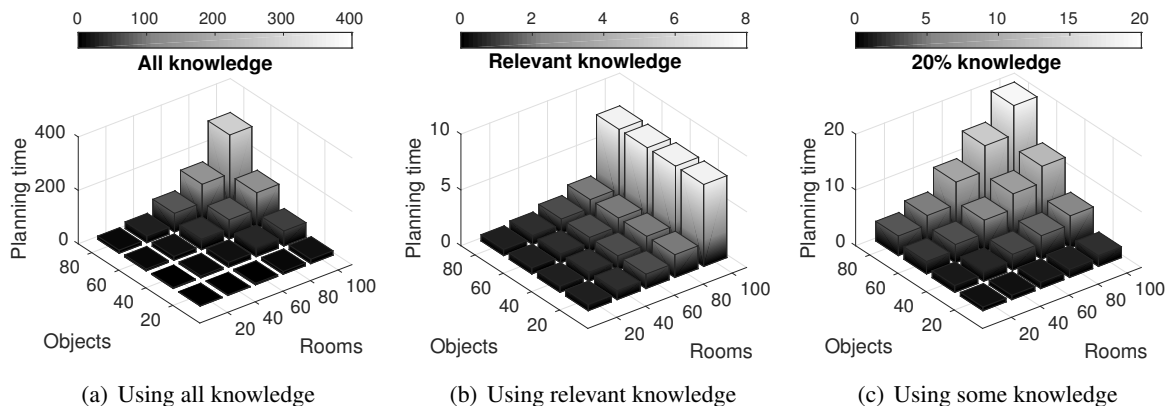 0 100 200 300 400
All knowledge
Planning time
400
200
0
80
60
40
20
Objects
20
40
60
80
100
Rooms
(a) Using all knowledge
0 2 4 6 8
Relevant knowledge
Planning time
10
5
0
80
60
40
20
Objects
20
40
60
80
100
Rooms
(b) Using relevant knowledge
0 5 10 15 20
20% knowledge
Planning time
20
10
0
80
60
40
20
Objects
20
40
60
80
100
Rooms
(c) Using some knowledge